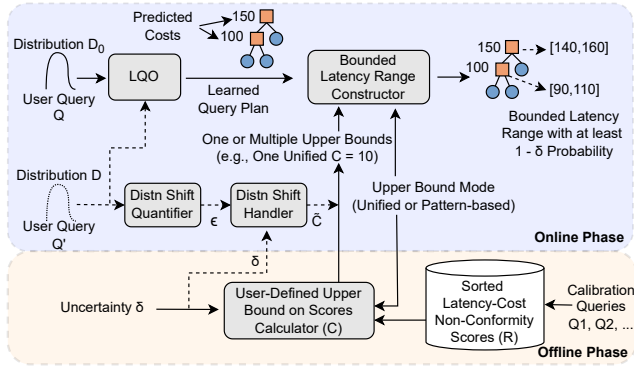 Predicted
Costs
150
100
Distribution D0
User Query
Q
LQO
Learned
Query Plan
Bounded
Latency Range
Constructor
150
[140,160]
100
[90,110]
Bounded Latency
Range with at least
1 - δ Probability
One or Multiple Upper Bounds
(e.g., One Unified C = 10)
Distribution D
User Query
Q'
Distn Shift
Quantifier
ϵ
Distn Shift
Handler
C̃
Upper Bound Mode
(Unified or Pattern-based)
Online Phase
δ
Uncertainty δ
User-Defined Upper
Bound on Scores
Calculator (C)
Sorted
Latency-Cost
Non-Conformity
Scores (R)
Calibration
Queries
Q1, Q2, ...
Offline Phase